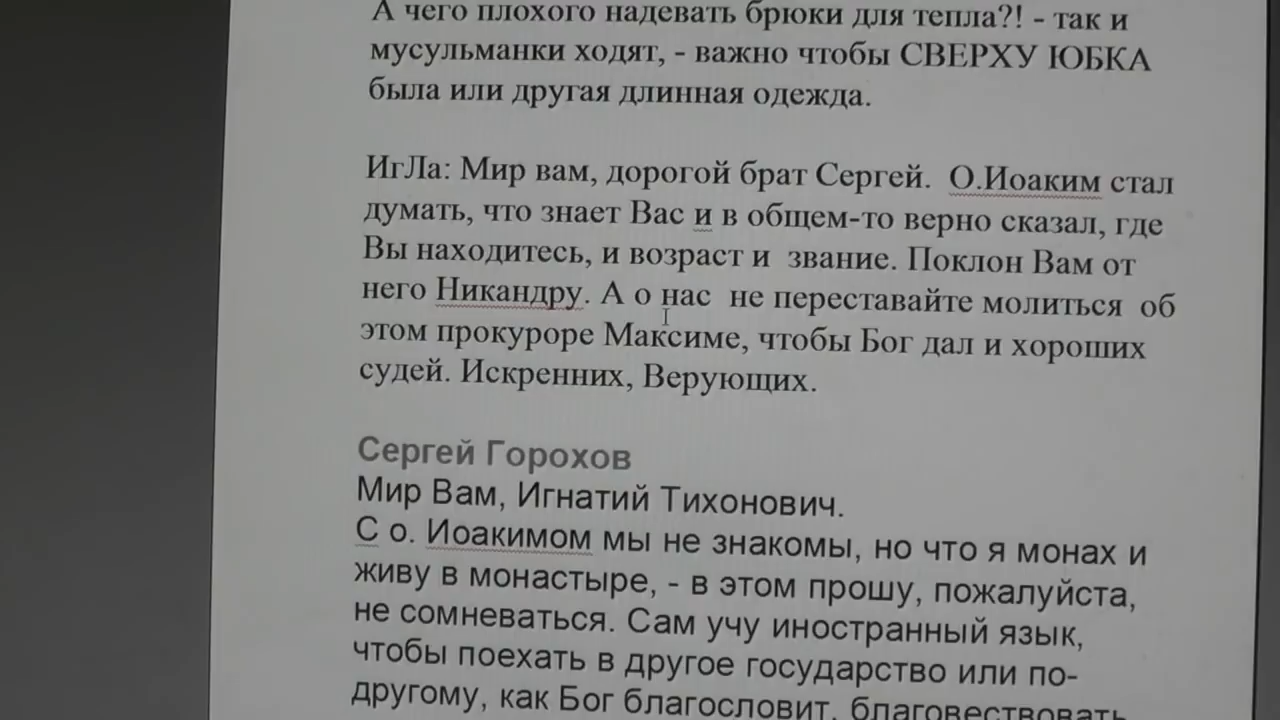 А чего плохого надевать брюки для тепла?! - так и
мусульманки ходят, - важно чтобы СВЕРХУ ЮБКА
была или другая длинная одежда.
ИгЛа: Мир вам, дорогой брат Сергей. О.Иоаким стал
думать, что знает Вас и в общем-то верно сказал, где
Вы находитесь, и возраст и звание. Поклон Вам от
него Никандру. А о нас не переставайте молиться об
этом прокуроре Максиме, чтобы Бог дал и хороших
судей. Искренних, Верующих.
Сергей Горохов
Мир Вам, Игнатий Тихонович.
С о. Иоакимом мы не знакомы, но что я монах и
живу в монастыре, - в этом прошу, пожалуйста,
не сомневаться. Сам учу иностранный язык,
чтобы поехать в другое государство или по-
другому, как Бог благословит, благовествовать